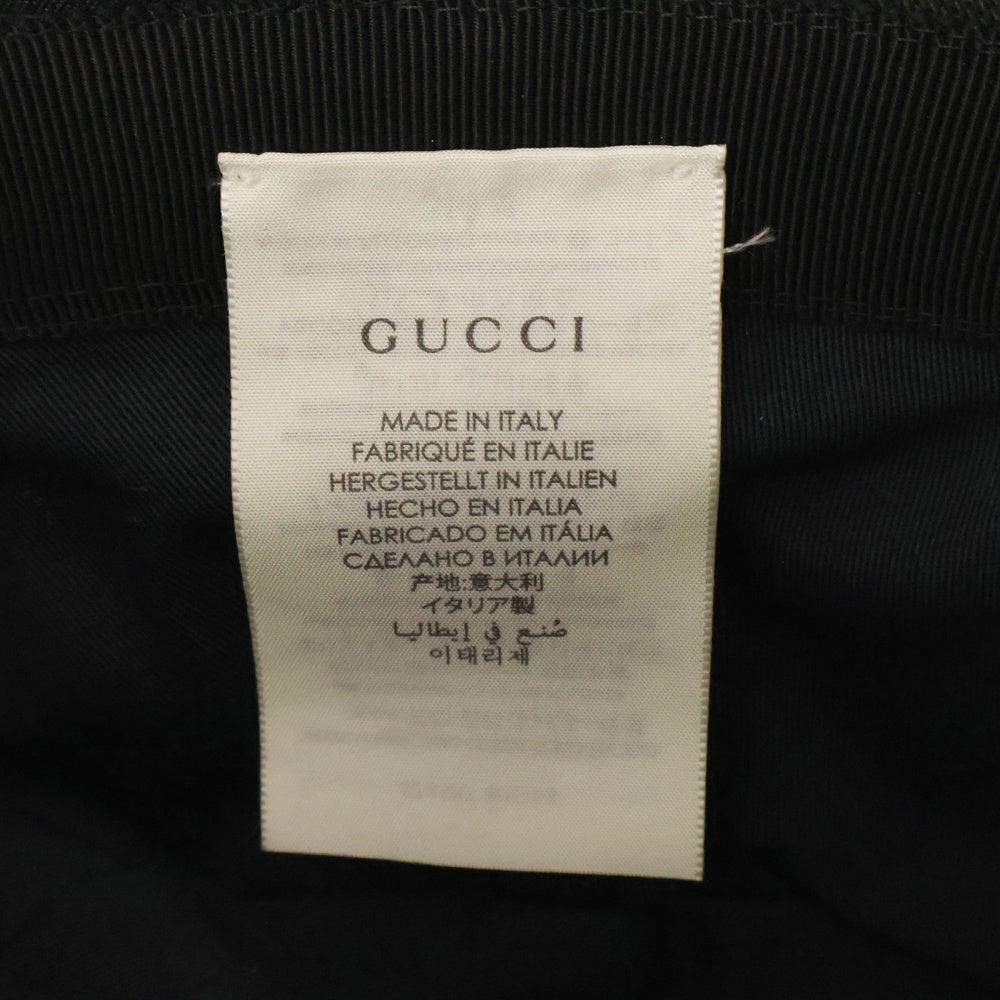 GUCCI
MADE IN ITALY
FABRIQUÉ EN ITALIE
HERGESTELLT IN ITALIEN
HECHO EN ITALIA
FABRICADO EM ITÁLIA
СДЕЛАНО В ИТАЛИИ
产地:意大利
イタリア製
صُنع في إيطاليا
이태리제